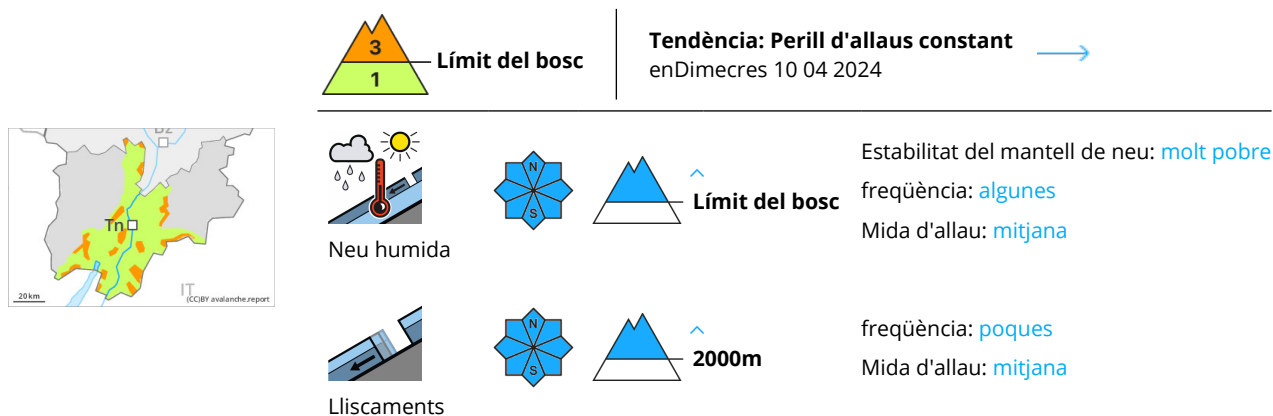 3
1
Límit del bosc
Tendència: Perill d'allaus constant
enDimecres 10 04 2024
Bz
Tn
20 km
IT
(CC)BY avalanche.report
Neu humida
N
S
Límit del bosc
Estabilitat del mantell de neu: molt pobre
freqüència: algunes
Mida d'allau: mitjana
Lliscaments
N
S
2000m
freqüència: poques
Mida d'allau: mitjana